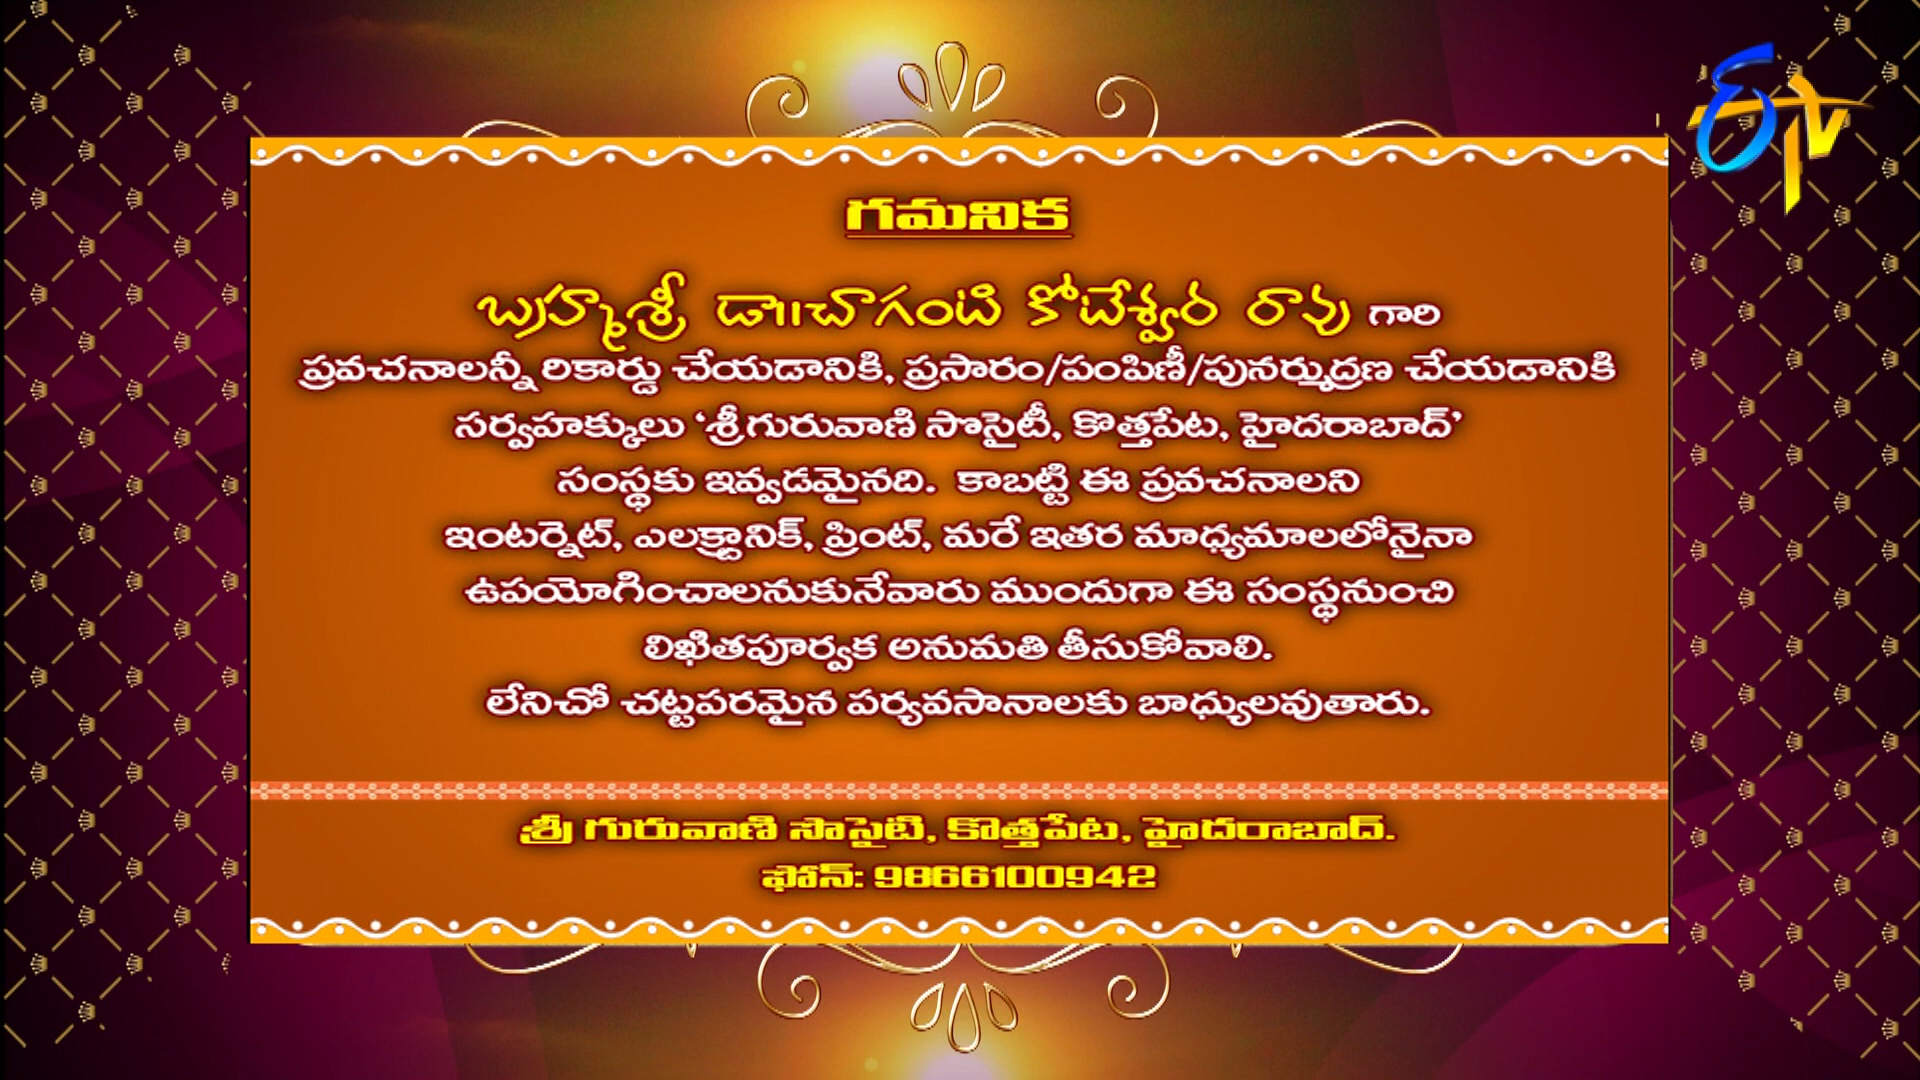 ఈTV
గమనిక
బ్రహ్మశ్రీ డా॥చాగంటి కోటేశ్వర రావు గారి
ప్రవచనాలన్నీ రికార్డు చేయడానికి, ప్రసారం/పంపిణీ/పునర్ముద్రణ చేయడానికి
సర్వహక్కులు ‘శ్రీగురువాణి సొసైటీ, కొత్తపేట, హైదరాబాద్’
సంస్థకు ఇవ్వడమైనది. కాబట్టి ఈ ప్రవచనాలని
ఇంటర్నెట్, ఎలక్ట్రానిక్, ప్రింట్, మరే ఇతర మాధ్యమాలలోనైనా
ఉపయోగించాలనుకునేవారు ముందుగా ఈ సంస్థనుంచి
లిఖితపూర్వక అనుమతి తీసుకోవాలి.
లేనిచో చట్టపరమైన పర్యవసానాలకు బాధ్యులవుతారు.
శ్రీ గురువాణి సొసైటి, కొత్తపేట, హైదరాబాద్.
ఫోన్: 9866100942